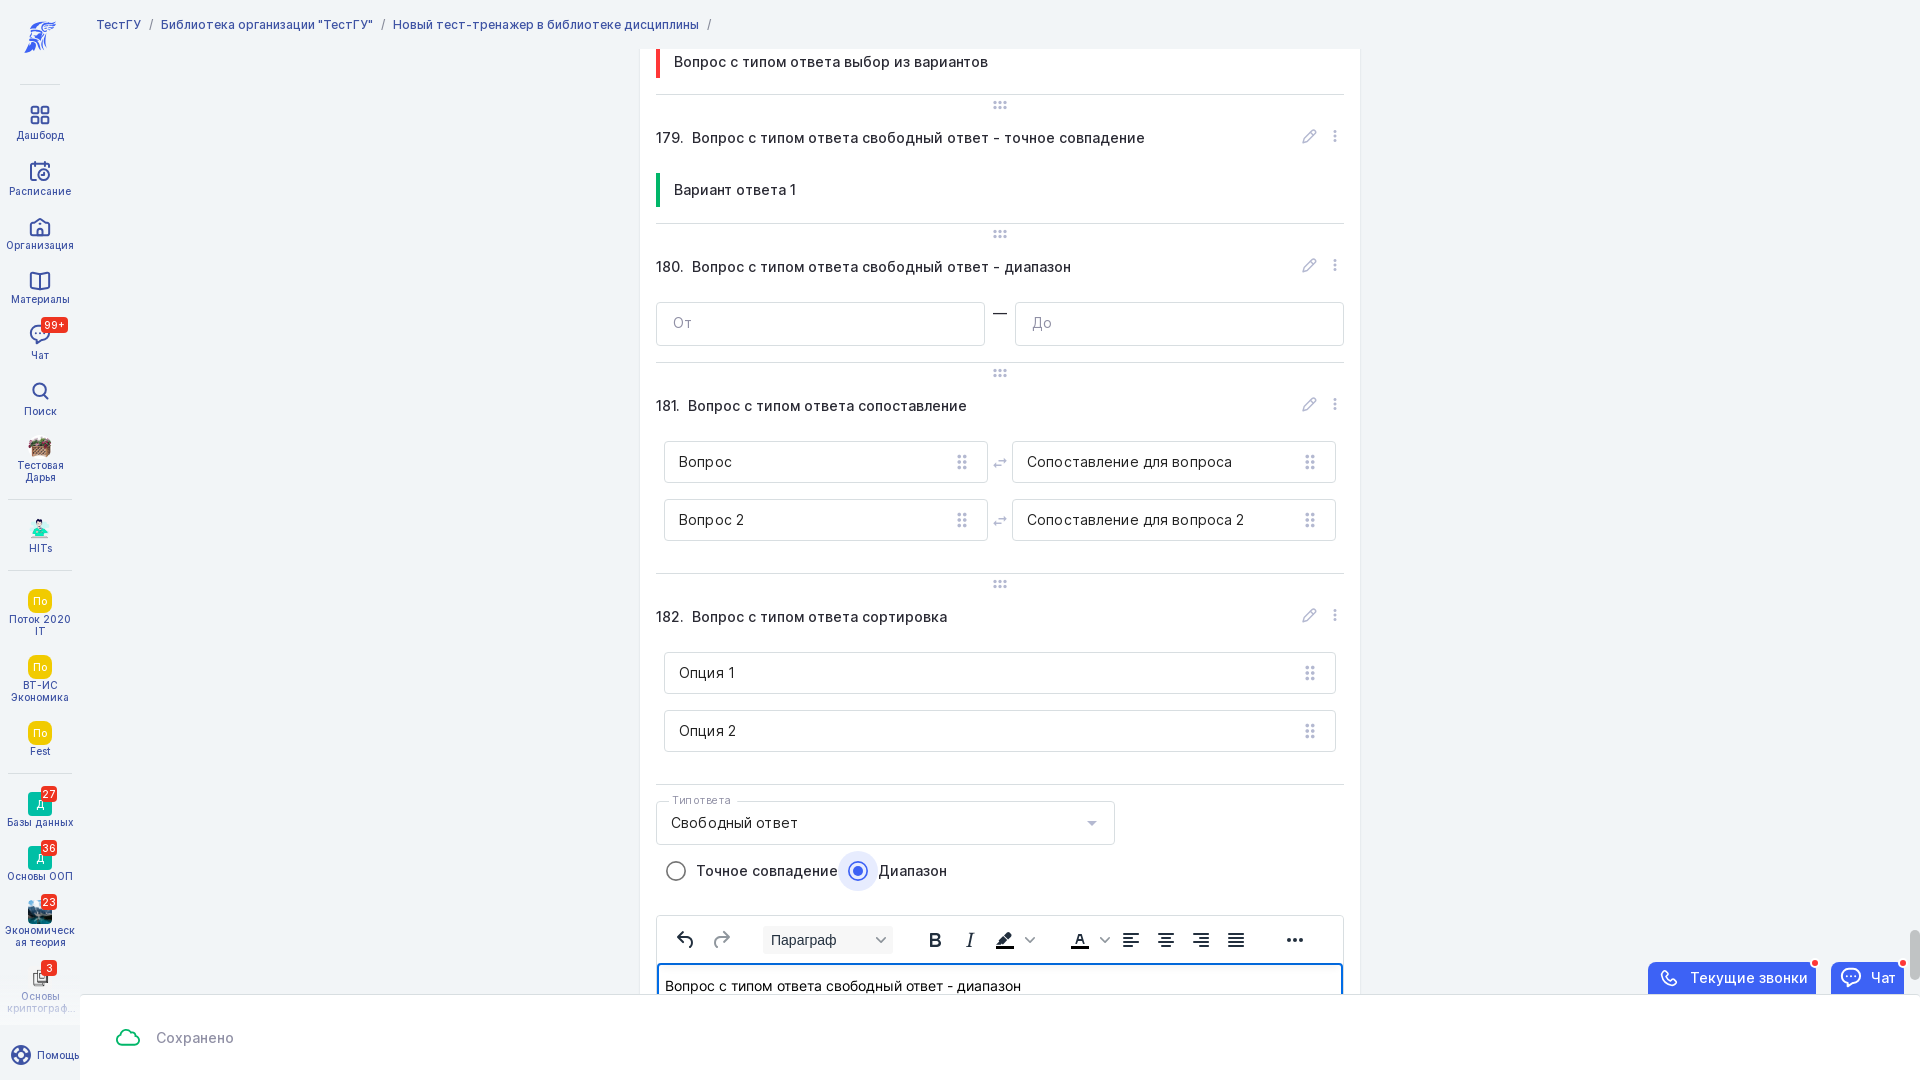 ТестГУ / Библиотека организации "ТестГУ" / Новый тест-тренажер в библиотеке дисциплины /
Дашборд
Расписание
Организация
Материалы
99+
Чат
Поиск
Тестовая
Дарья
HITs
По
Поток 2020
IT
По
ВТ-ИС
Экономика
По
Fest
27
Д
Базы данных
36
Д
Основы ООП
23
Экономическ
ая теория
3
Основы
криптограф...
Помощь
Вопрос с типом ответа выбор из вариантов
179. Вопрос с типом ответа свободный ответ - точное совпадение
Вариант ответа 1
180. Вопрос с типом ответа свободный ответ - диапазон
От — До
181. Вопрос с типом ответа сопоставление
Вопрос Сопоставление для вопроса
Вопрос 2 Сопоставление для вопроса 2
182. Вопрос с типом ответа сортировка
Опция 1
Опция 2
Тип ответа
Свободный ответ
Точное совпадение Диапазон
Параграф B I A
Вопрос с типом ответа свободный ответ - диапазон
Текущие звонки Чат
Сохранено